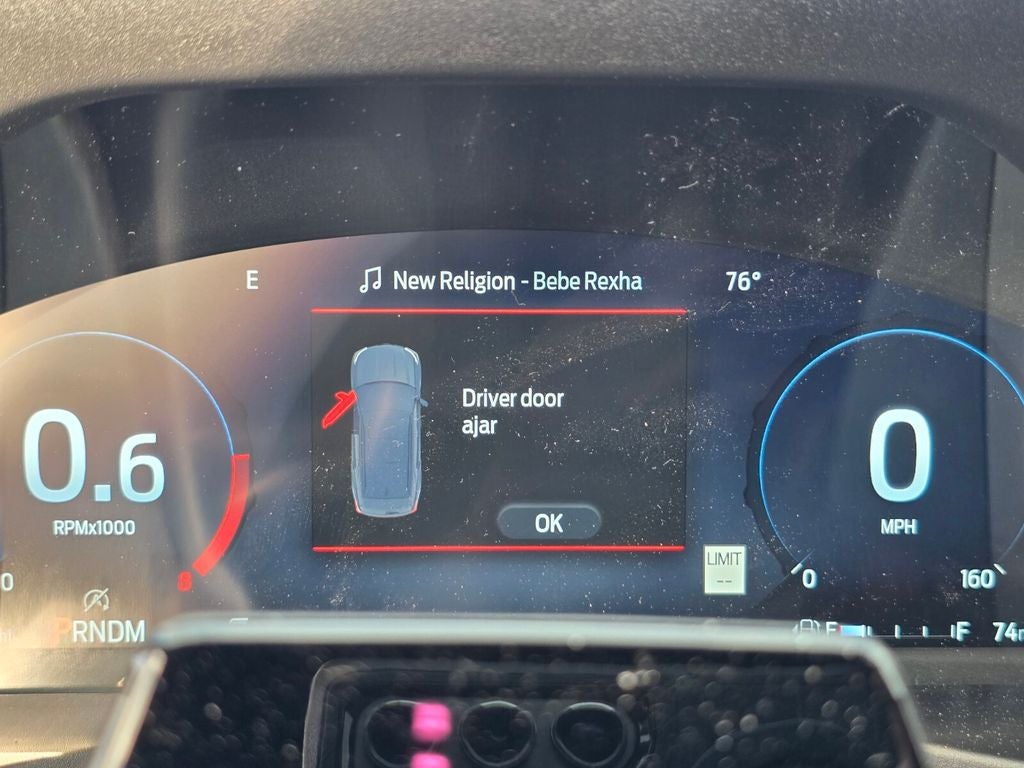 E
New Religion - Bebe Rexha
76°
Driver door
ajar
OK
0.6
RPMx1000
0
8
PRNDM
LIMIT
--
0
MPH
0
160
E
F
74